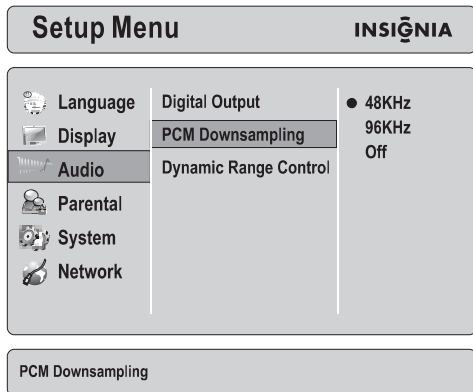 Setup Menu
INSIGNIA
Language
Display
Audio
Parental
System
Network
Digital Output
PCM Downsampling
Dynamic Range Control
48KHz
96KHz
Off
PCM Downsampling